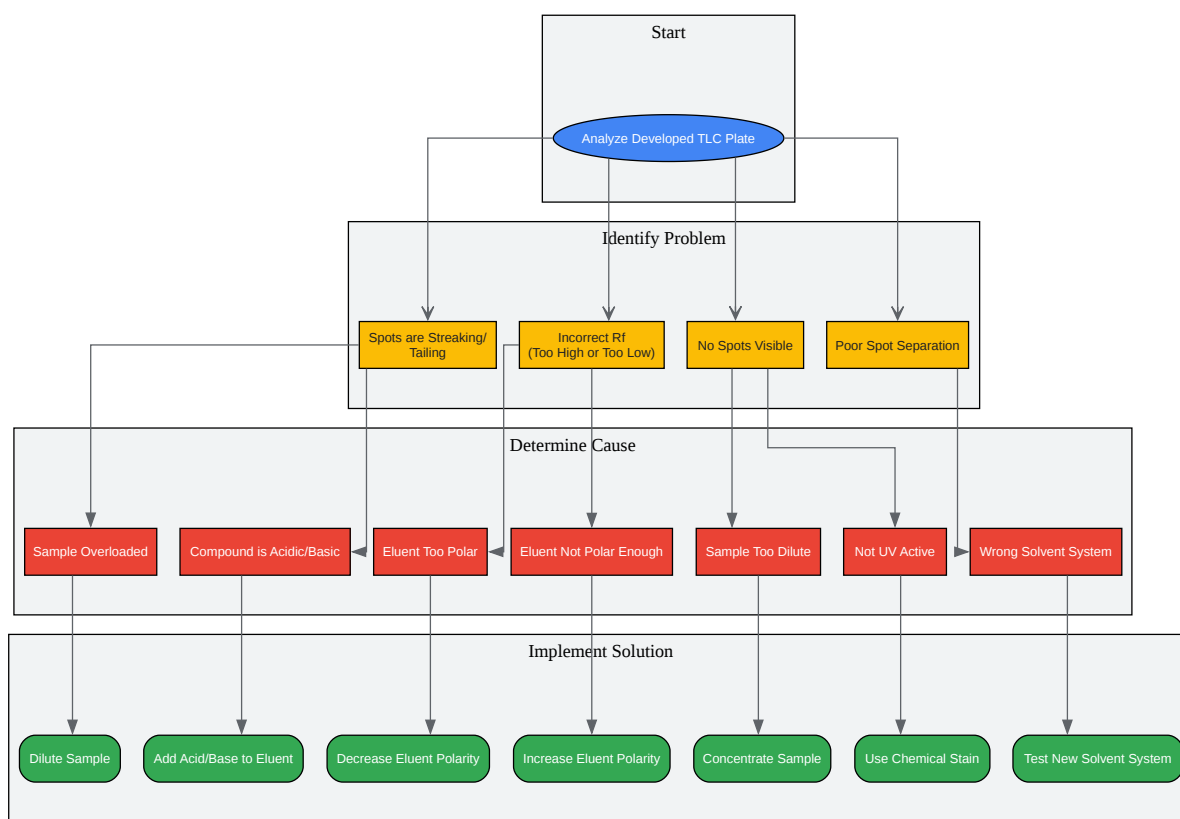 Start
Analyze Developed TLC Plate
Identify Problem
Spots are Streaking/
Tailing
Incorrect Rf
(Too High or Too Low)
No Spots Visible
Poor Spot Separation
Determine Cause
Sample Overloaded
Compound is Acidic/Basic
Eluent Too Polar
Eluent Not Polar Enough
Sample Too Dilute
Not UV Active
Wrong Solvent System
Implement Solution
Dilute Sample
Add Acid/Base to Eluent
Decrease Eluent Polarity
Increase Eluent Polarity
Concentrate Sample
Use Chemical Stain
Test New Solvent System